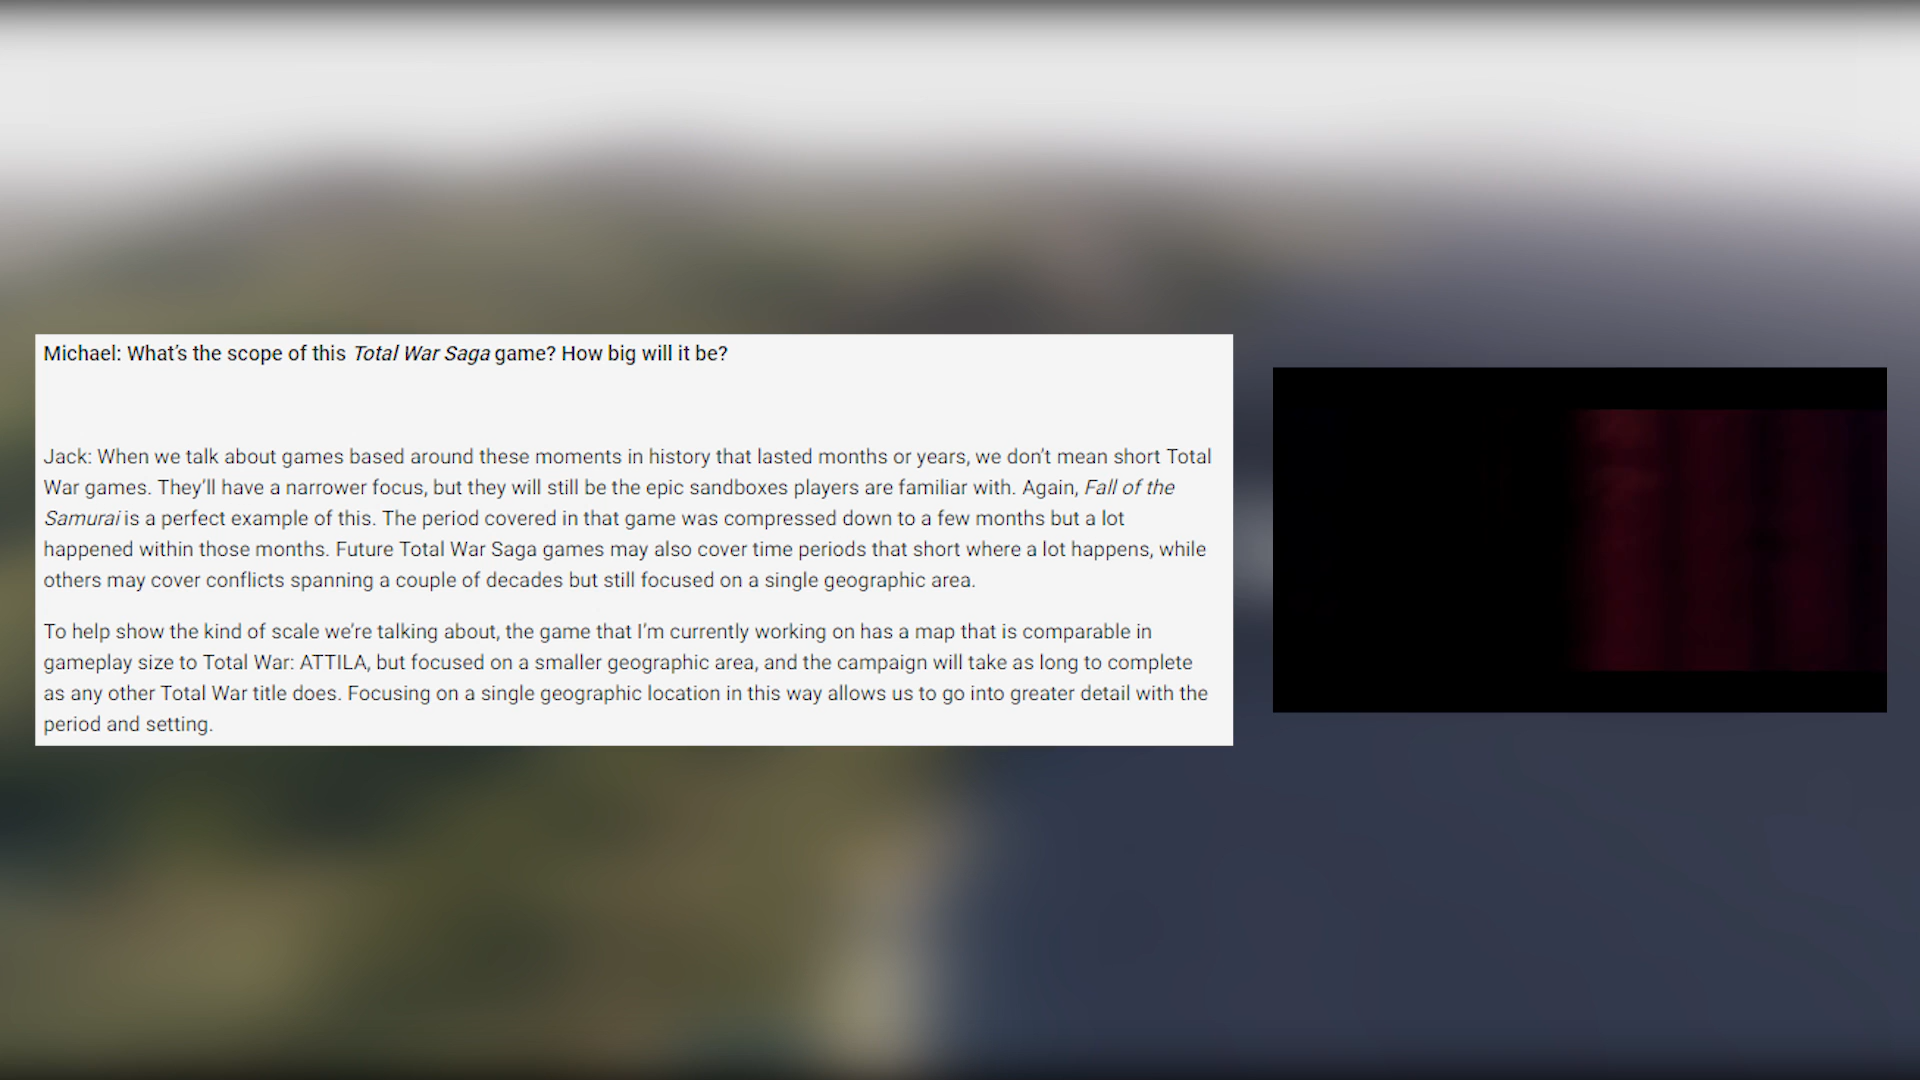 Michael: What's the scope of this Total War Saga game? How big will it be?
Jack: When we talk about games based around these moments in history that lasted months or years, we don't mean short Total
War games. They'll have a narrower focus, but they will still be the epic sandboxes players are familiar with. Again, Fall of the
Samurai is a perfect example of this. The period covered in that game was compressed down to a few months but a lot
happened within those months. Future Total War Saga games may also cover time periods that short where a lot happens, while
others may cover conflicts spanning a couple of decades but still focused on a single geographic area.
To help show the kind of scale we're talking about, the game that I'm currently working on has a map that is comparable in
gameplay size to Total War: ATTILA, but focused on a smaller geographic area, and the campaign will take as long to complete
as any other Total War title does. Focusing on a single geographic location in this way allows us to go into greater detail with the
period and setting.